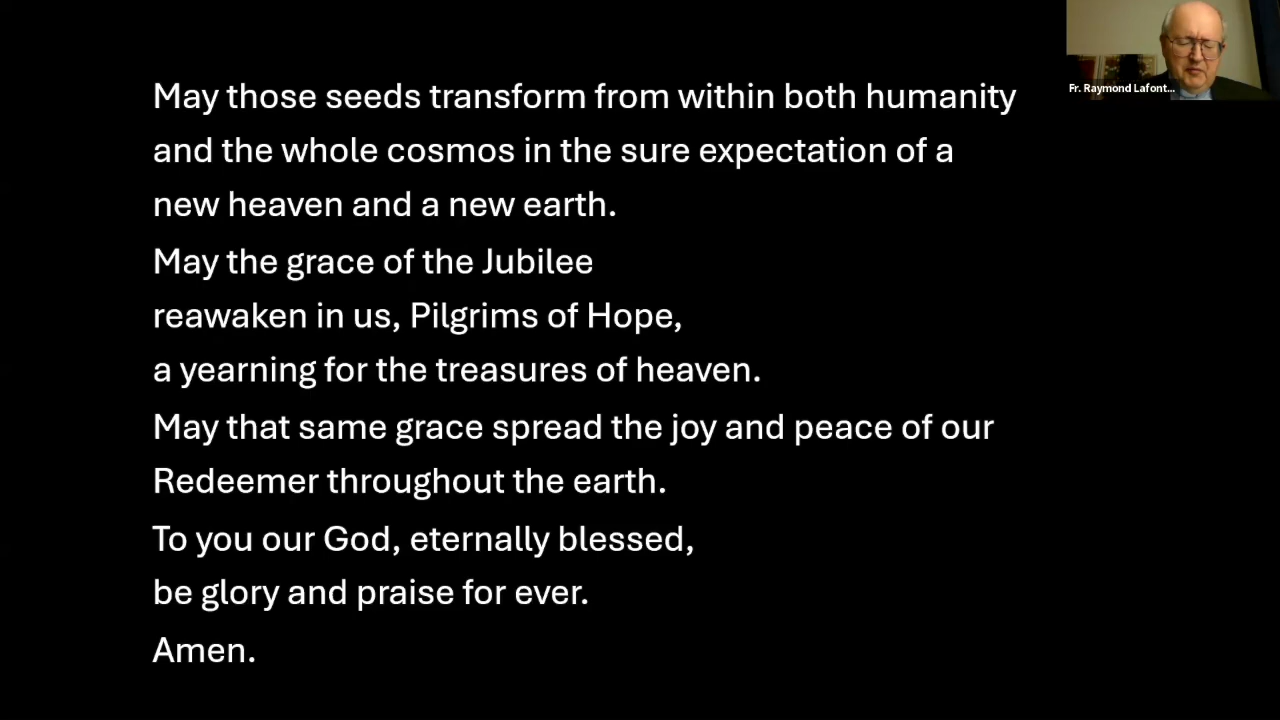 Fr. Raymond Lafont...
May those seeds transform from within both humanity
and the whole cosmos in the sure expectation of a
new heaven and a new earth.
May the grace of the Jubilee
reawaken in us, Pilgrims of Hope,
a yearning for the treasures of heaven.
May that same grace spread the joy and peace of our
Redeemer throughout the earth.
To you our God, eternally blessed,
be glory and praise for ever.
Amen.